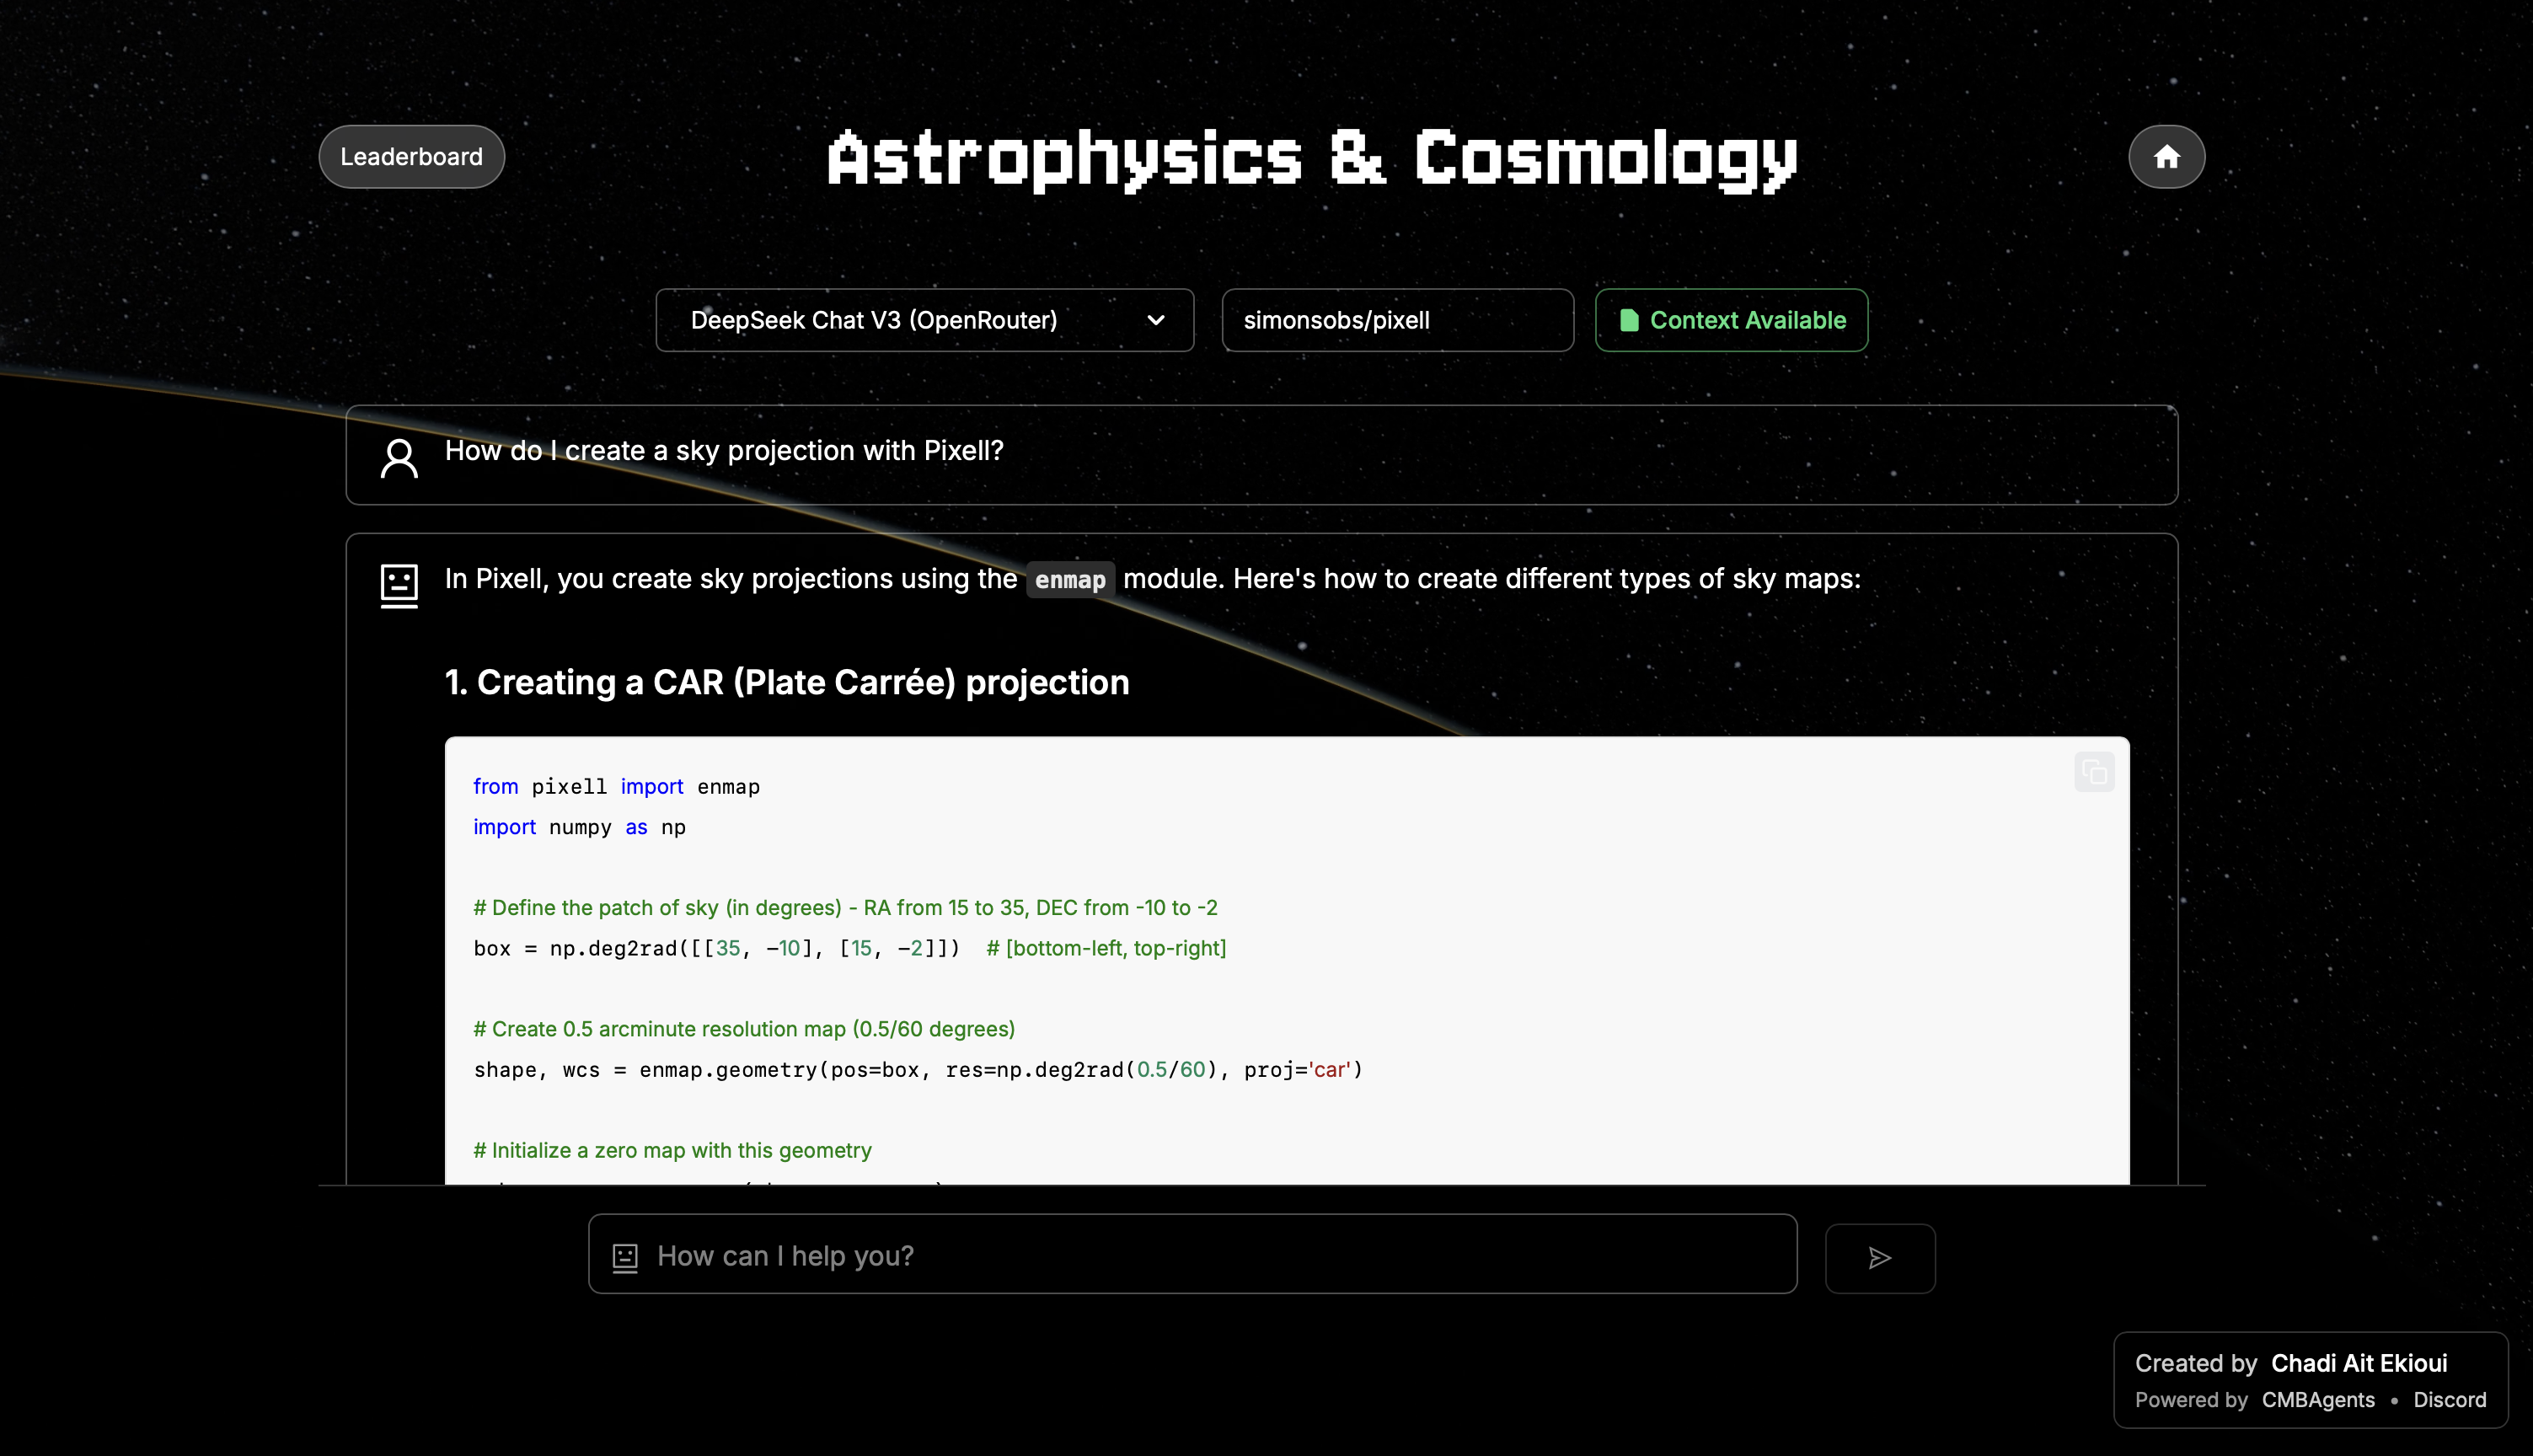 Leaderboard
Astrophysics & Cosmology
DeepSeek Chat V3 (OpenRouter)
simonsobs/pixell
Context Available
How do I create a sky projection with Pixell?
In Pixell, you create sky projections using the enmap module. Here's how to create different types of sky maps:
1. Creating a CAR (Plate Carrée) projection
from pixell import enmap
import numpy as np
# Define the patch of sky (in degrees) - RA from 15 to 35, DEC from -10 to -2
box = np.deg2rad([[35, -10], [15, -2]])  # [bottom-left, top-right]
# Create 0.5 arcminute resolution map (0.5/60 degrees)
shape, wcs = enmap.geometry(pos=box, res=np.deg2rad(0.5/60), proj='car')
# Initialize a zero map with this geometry
How can I help you?
Created by Chadi Ait Ekioui
Powered by CMBAgents • Discord